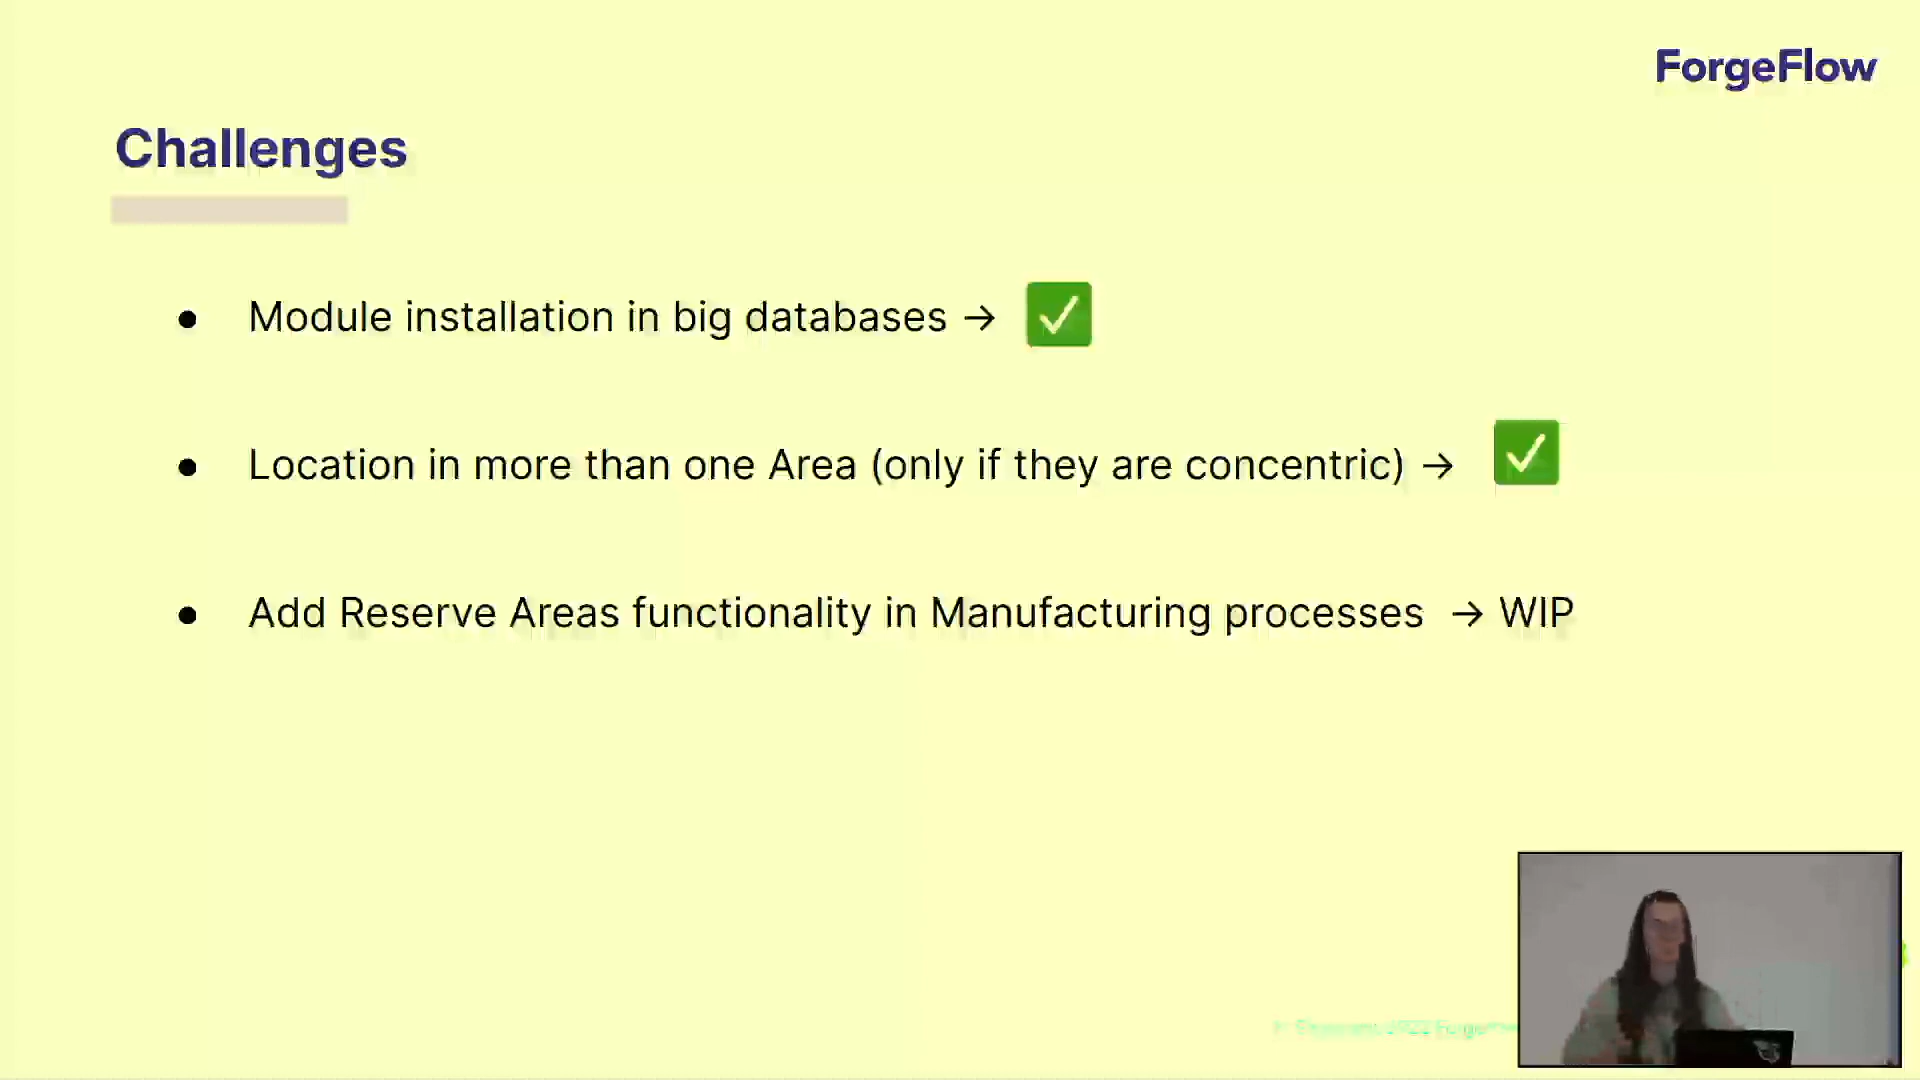 ForgeFlow
Challenges
● Module installation in big databases → ✅
● Location in more than one Area (only if they are concentric) → ✅
● Add Reserve Areas functionality in Manufacturing processes → WIP
2022